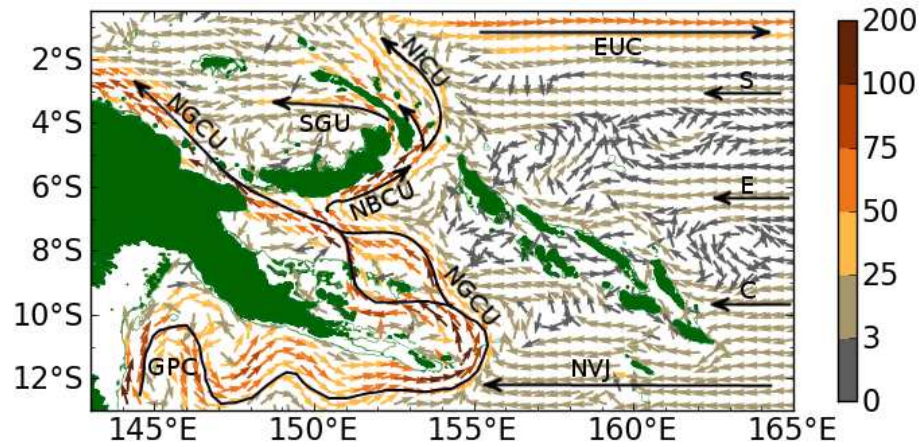 200
2°S
NICU
EUC
S
100
4°S
NGCU
SGU
75
6°S
NBCU
E
50
8°S
NGCU
25
10°S
C
3
GPC
NVJ
12°S
0
145°E 150°E 155°E 160°E 165°E